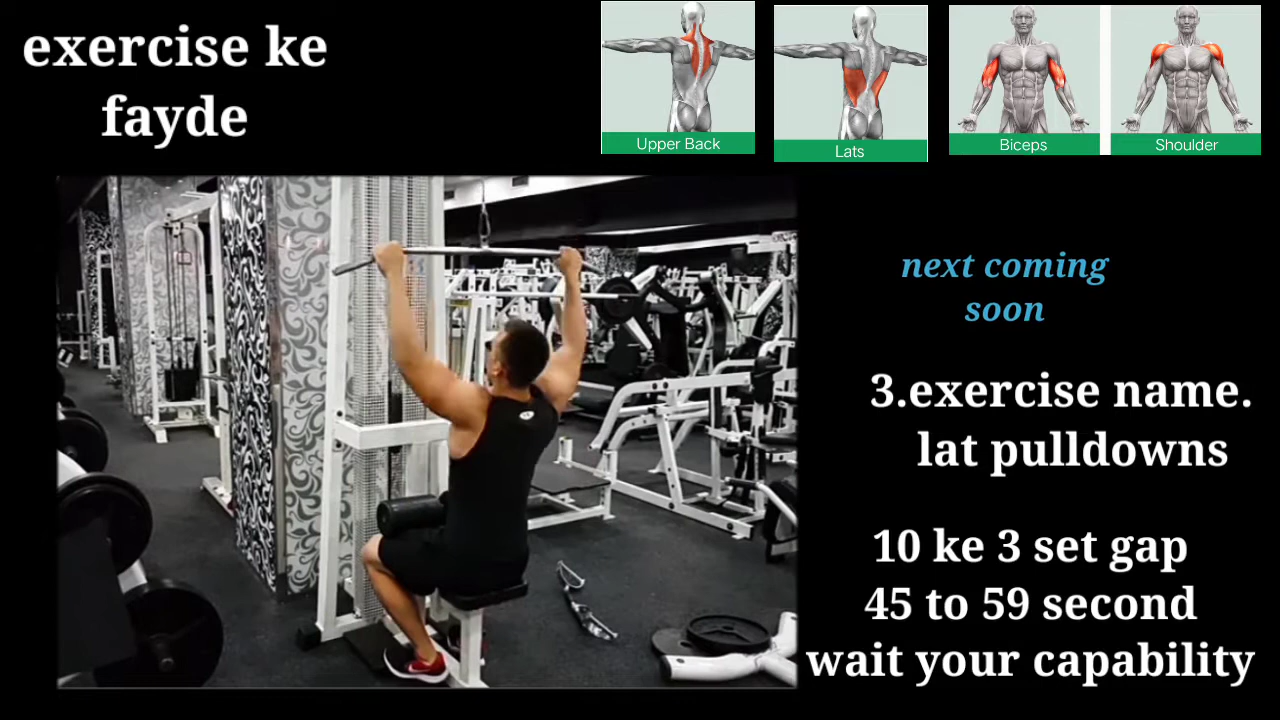 exercise ke
fayde
Upper Back
Lats
Biceps
Shoulder
next coming
soon
3.exercise name.
lat pulldowns
10 ke 3 set gap
45 to 59 second
wait your capability